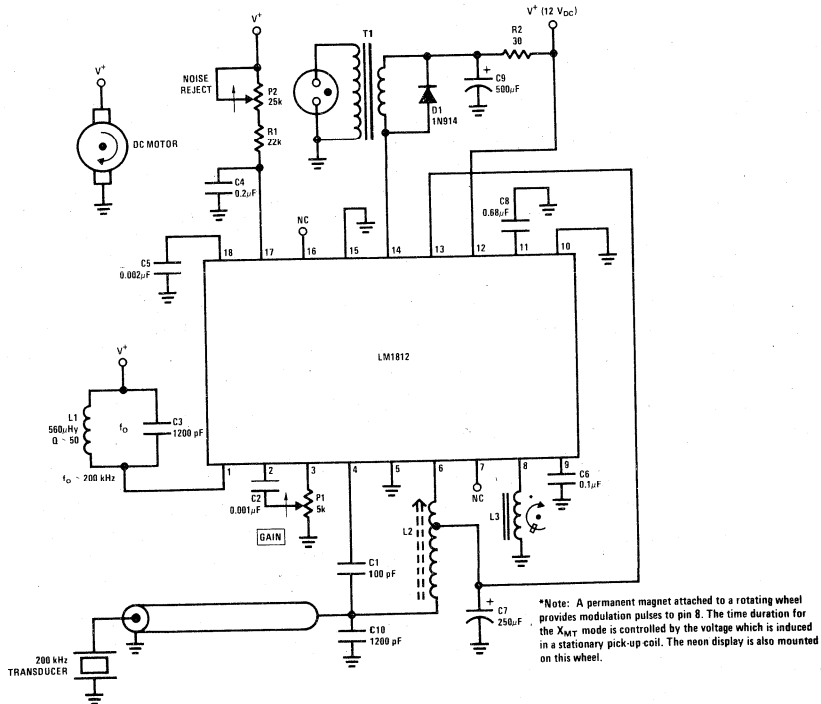 V+ (12 VDC)
V+
T1
R2
30
V+
NOISE
REJECT
P2
25k
+
C9
500µF
D1
1N914
DC MOTOR
R1
22k
C4
0.2µF
C8
0.68µF
NC
C5
0.002µF
18
17
16
15
14
13
12
11
10
LM1812
V+
L1
560µHy
Q ~ 50
fO
C3
1200 pF
fO ~ 200 kHz
1
2
3
4
5
6
7
8
9
C2
0.001µF
P1
5k
GAIN
NC
L2
L3
*
C6
0.1µF
C1
100 pF
+
C7
250µF
C10
1200 pF
200 kHz
TRANSDUCER
*Note: A permanent magnet attached to a rotating wheel
provides modulation pulses to pin 8. The time duration for
the XMT mode is controlled by the voltage which is induced
in a stationary pick-up coil. The neon display is also mounted
on this wheel.